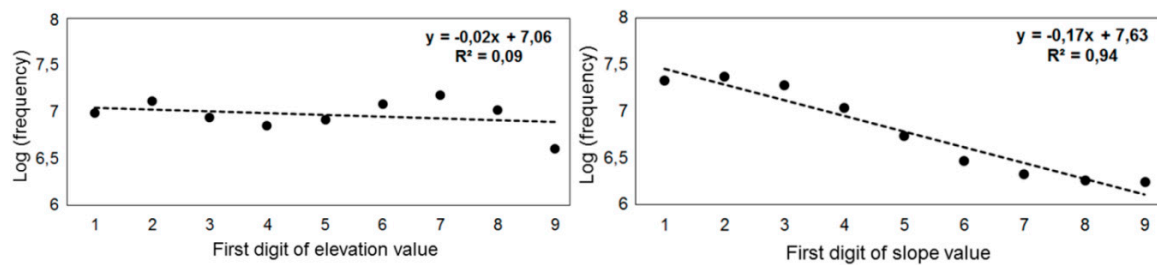 8
7,5
7
6,5
6
Log (frequency)
y = -0,02x + 7,06
R² = 0,09
1 2 3 4 5 6 7 8 9
First digit of elevation value
8
7,5
7
6,5
6
Log (frequency)
y = -0,17x + 7,63
R² = 0,94
1 2 3 4 5 6 7 8 9
First digit of slope value